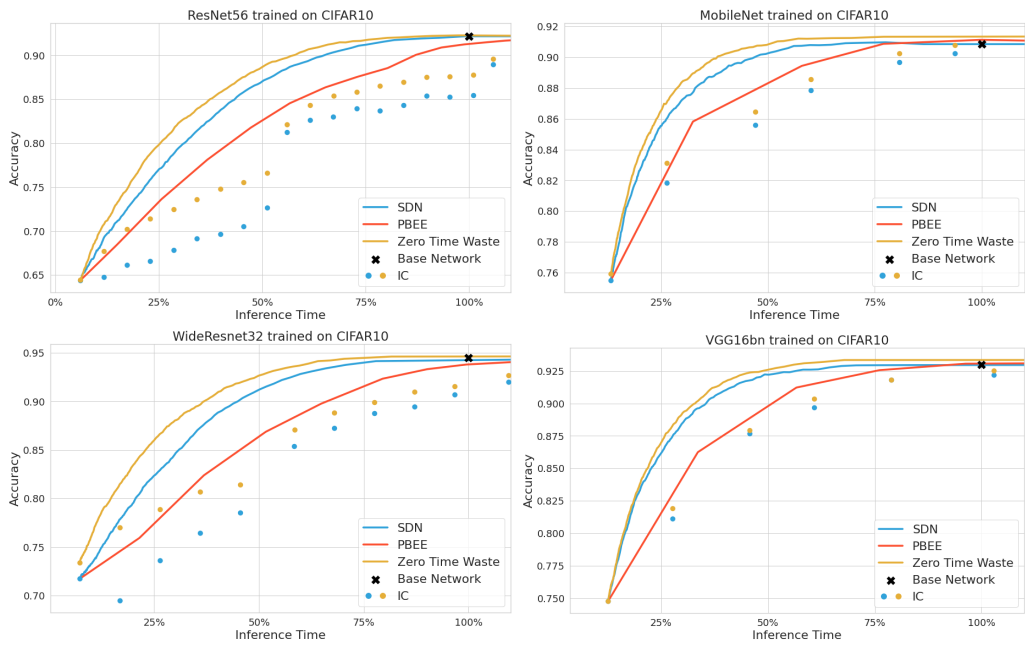 ResNet56 trained on CIFAR10
Accuracy
0.90
0.85
0.80
0.75
0.70
0.65
0% 25% 50% 75% 100%
Inference Time
SDN
PBEE
Zero Time Waste
Base Network
IC
MobileNet trained on CIFAR10
Accuracy
0.92
0.90
0.88
0.86
0.84
0.82
0.80
0.78
0.76
25% 50% 75% 100%
Inference Time
SDN
PBEE
Zero Time Waste
Base Network
IC
WideResnet32 trained on CIFAR10
Accuracy
0.95
0.90
0.85
0.80
0.75
0.70
25% 50% 75% 100%
Inference Time
SDN
PBEE
Zero Time Waste
Base Network
IC
VGG16bn trained on CIFAR10
Accuracy
0.925
0.900
0.875
0.850
0.825
0.800
0.775
0.750
25% 50% 75% 100%
Inference Time
SDN
PBEE
Zero Time Waste
Base Network
IC